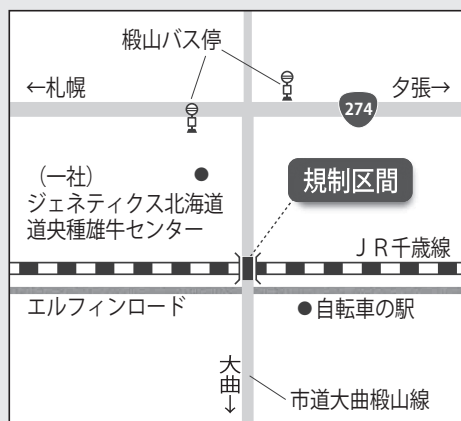 椴山バス停
←札幌
夕張→
274
（一社）
ジェネティクス北海道
道央種雄牛センター
規制区間
ＪＲ千歳線
エルフィンロード
●自転車の駅
大曲↓
市道大曲椴山線